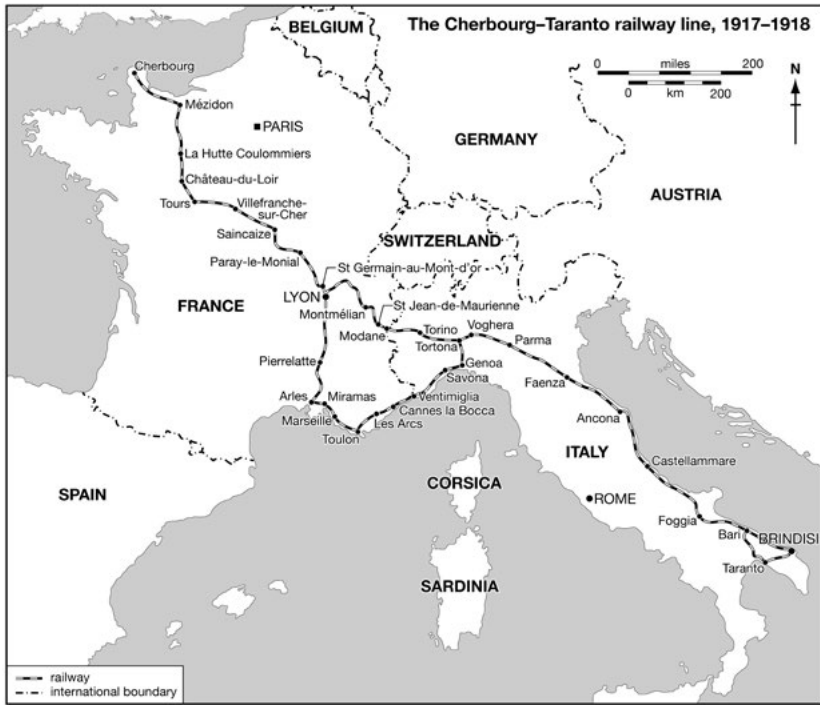 The Cherbourg–Taranto railway line, 1917–1918
0 miles 200
0 km 200
N
BELGIUM
Cherbourg
Mézidon
PARIS
GERMANY
La Hutte Coulommiers
AUSTRIA
Château-du-Loir
Tours
Villefranche-
sur-Cher
Saincaize
SWITZERLAND
Paray-le-Monial
St Germain-au-Mont-d'or
LYON
FRANCE
Montmélian
St Jean-de-Maurienne
Modane
Torino
Voghera
Tortona
Parma
Pierrelatte
Genoa
Savona
Faenza
Arles
Miramas
Ventimiglia
Marseille
Cannes la Bocca
Les Arcs
Toulon
Ancona
ITALY
Castellammare
CORSICA
SPAIN
ROME
Foggia
Bari
BRINDISI
Taranto
SARDINIA
railway
international boundary